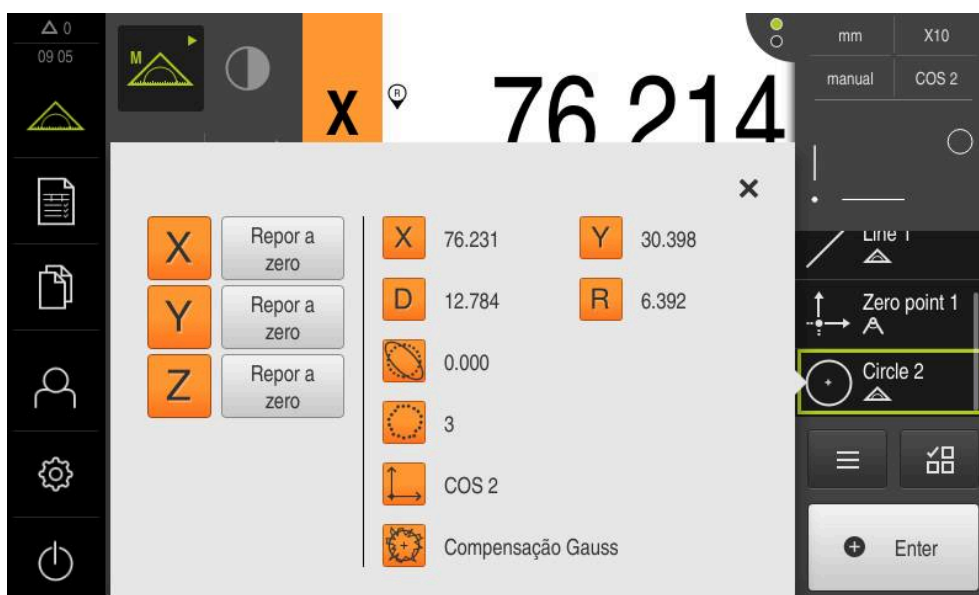 0
09 05
M
X
R
76.214
mm X10
manual COS 2
X Repor a
zero
Y Repor a
zero
Z Repor a
zero
X 76.231 Y 30.398
D 12.784 R 6.392
0.000
3
COS 2
Compensação Gauss
Line 1
Zero point 1
Circle 2
Enter